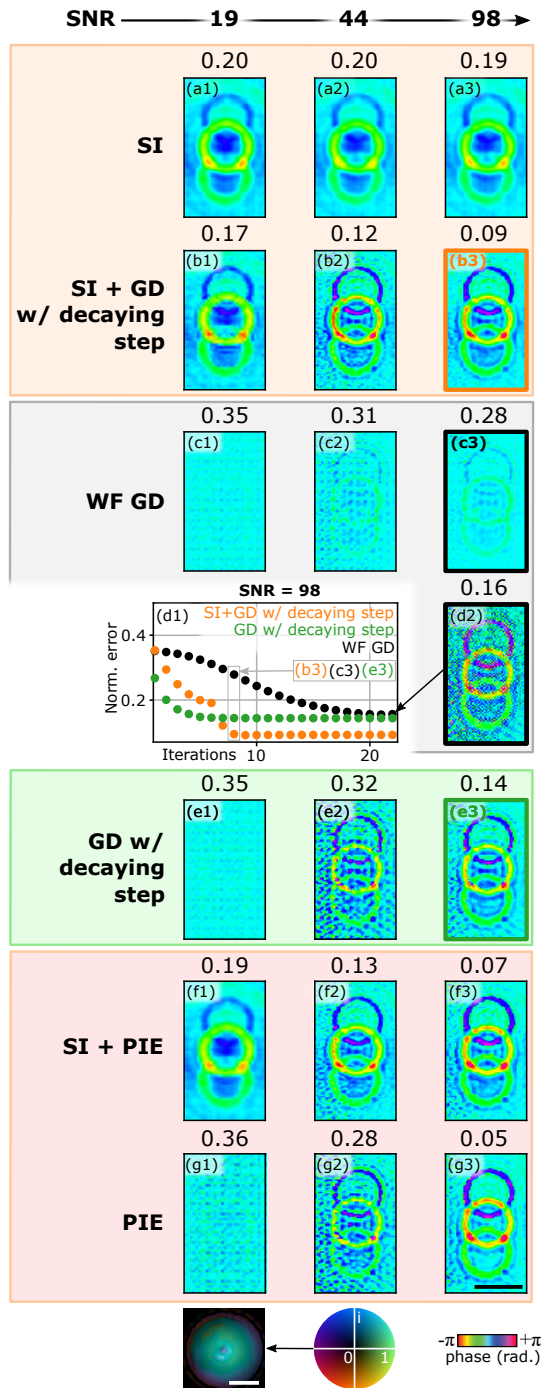 SNR 19 44 98
0.20 0.20 0.19
(a1) (a2) (a3)
SI
0.17 0.12 0.09
(b1) (b2) (b3)
SI + GD
w/ decaying
step
0.35 0.31 0.28
(c1) (c2) (c3)
WF GD
SNR = 98
0.16
(d1) SI+GD w/ decaying step
(d2)
GD w/ decaying step
WF GD
(b3) (c3) (e3)
Norm. error
0.4
0.2
Iterations 10 20
0.35 0.32 0.14
(e1) (e2) (e3)
GD w/
decaying
step
0.19 0.13 0.07
(f1) (f2) (f3)
SI + PIE
0.36 0.28 0.05
(g1) (g2) (g3)
PIE
i
0 1
-π +π
phase (rad.)